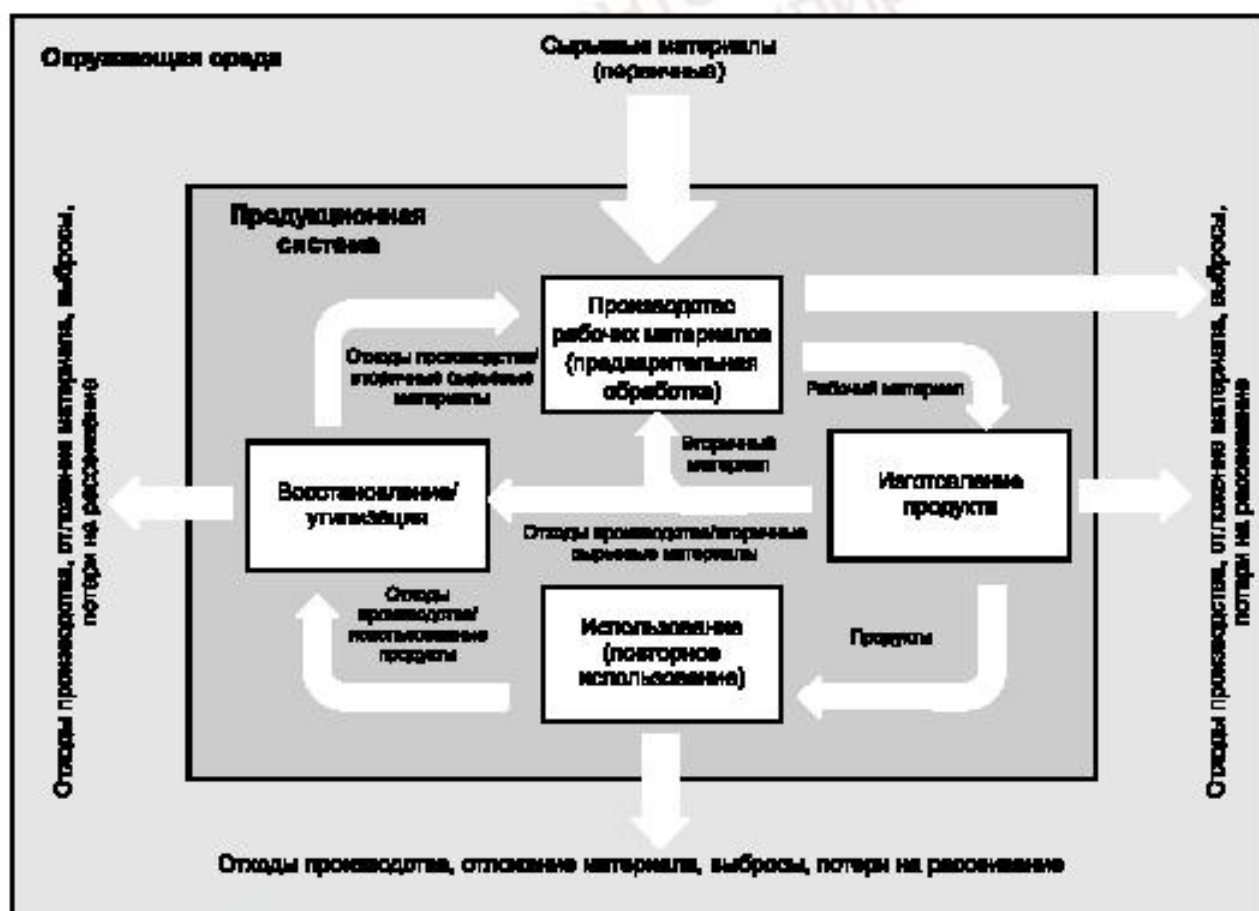 Окружающая среда
Сырьевые материалы
(первичные)
Продукционная
система
Производство
рабочих материалов
(предварительная
обработка)
Отходы производства/
вторичные сырьевые
материалы
Рабочий материал
Вторичный
материал
Восстановление/
утилизация
Изготовление
продукта
Отходы производства/вторичные
сырьевые материалы
Отходы
производства/
использованные
продукты
Использование
(повторное
использование)
Продукты
Отходы производства, отложение материала, выбросы,
потери на рассеивание
Отходы производства, отложение материала, выбросы,
потери на рассеивание
Отходы производства, отложение материала, выбросы, потери на рассеивание